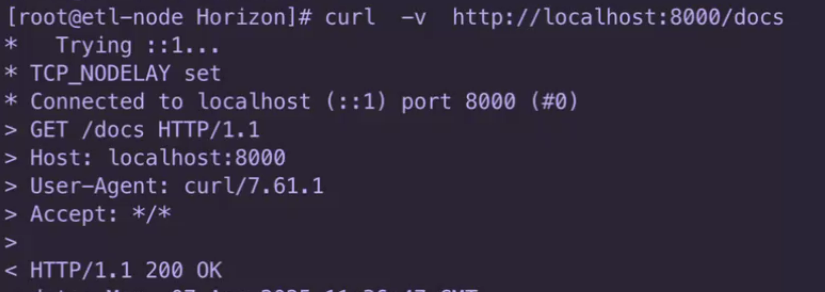 [root@etl-node Horizon]# curl  -v  http://localhost:8000/docs
*   Trying ::1...
* TCP_NODELAY set
* Connected to localhost (::1) port 8000 (#0)
> GET /docs HTTP/1.1
> Host: localhost:8000
> User-Agent: curl/7.61.1
> Accept: */*
>
< HTTP/1.1 200 OK